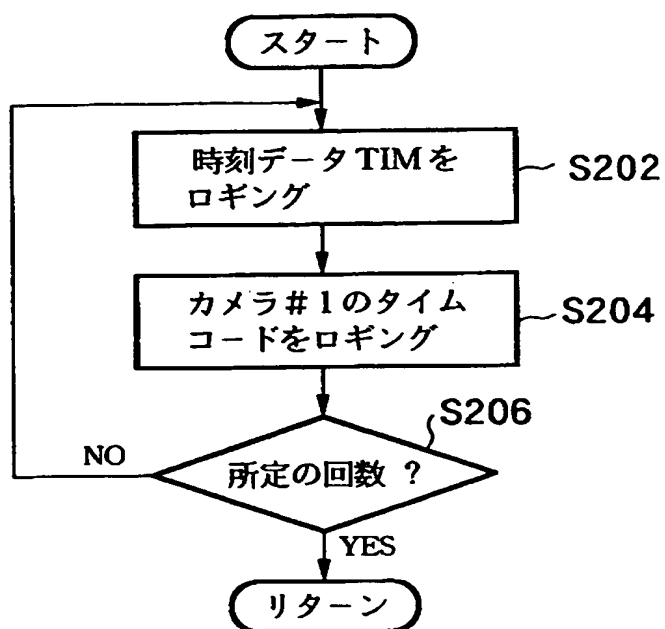 スタート
時刻データTIMを
ロギング
S202
カメラ#1のタイム
コードをロギング
S204
S206
所定の回数 ?
NO
YES
リターン